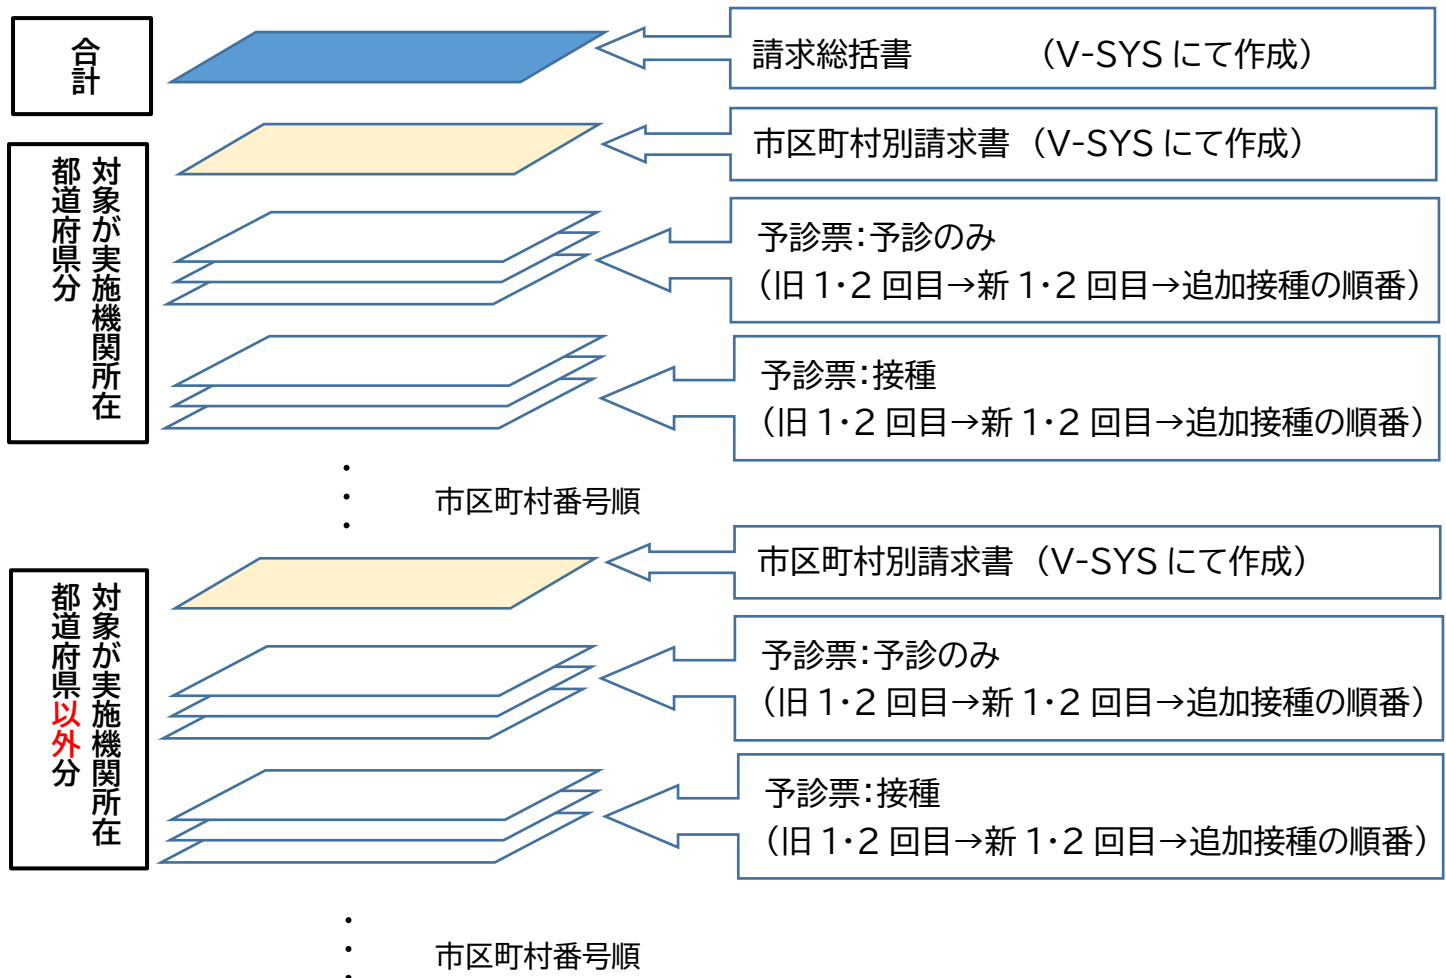 合計
請求総括書　　　（V-SYS にて作成）
対象が実施機関所在
都道府県分
市区町村別請求書 （V-SYS にて作成）
予診票：予診のみ
（旧 1・2 回目→新 1・2 回目→追加接種の順番）
予診票：接種
（旧 1・2 回目→新 1・2 回目→追加接種の順番）
市区町村番号順
対象が実施機関所在
都道府県以外分
市区町村別請求書 （V-SYS にて作成）
予診票：予診のみ
（旧 1・2 回目→新 1・2 回目→追加接種の順番）
予診票：接種
（旧 1・2 回目→新 1・2 回目→追加接種の順番）
市区町村番号順